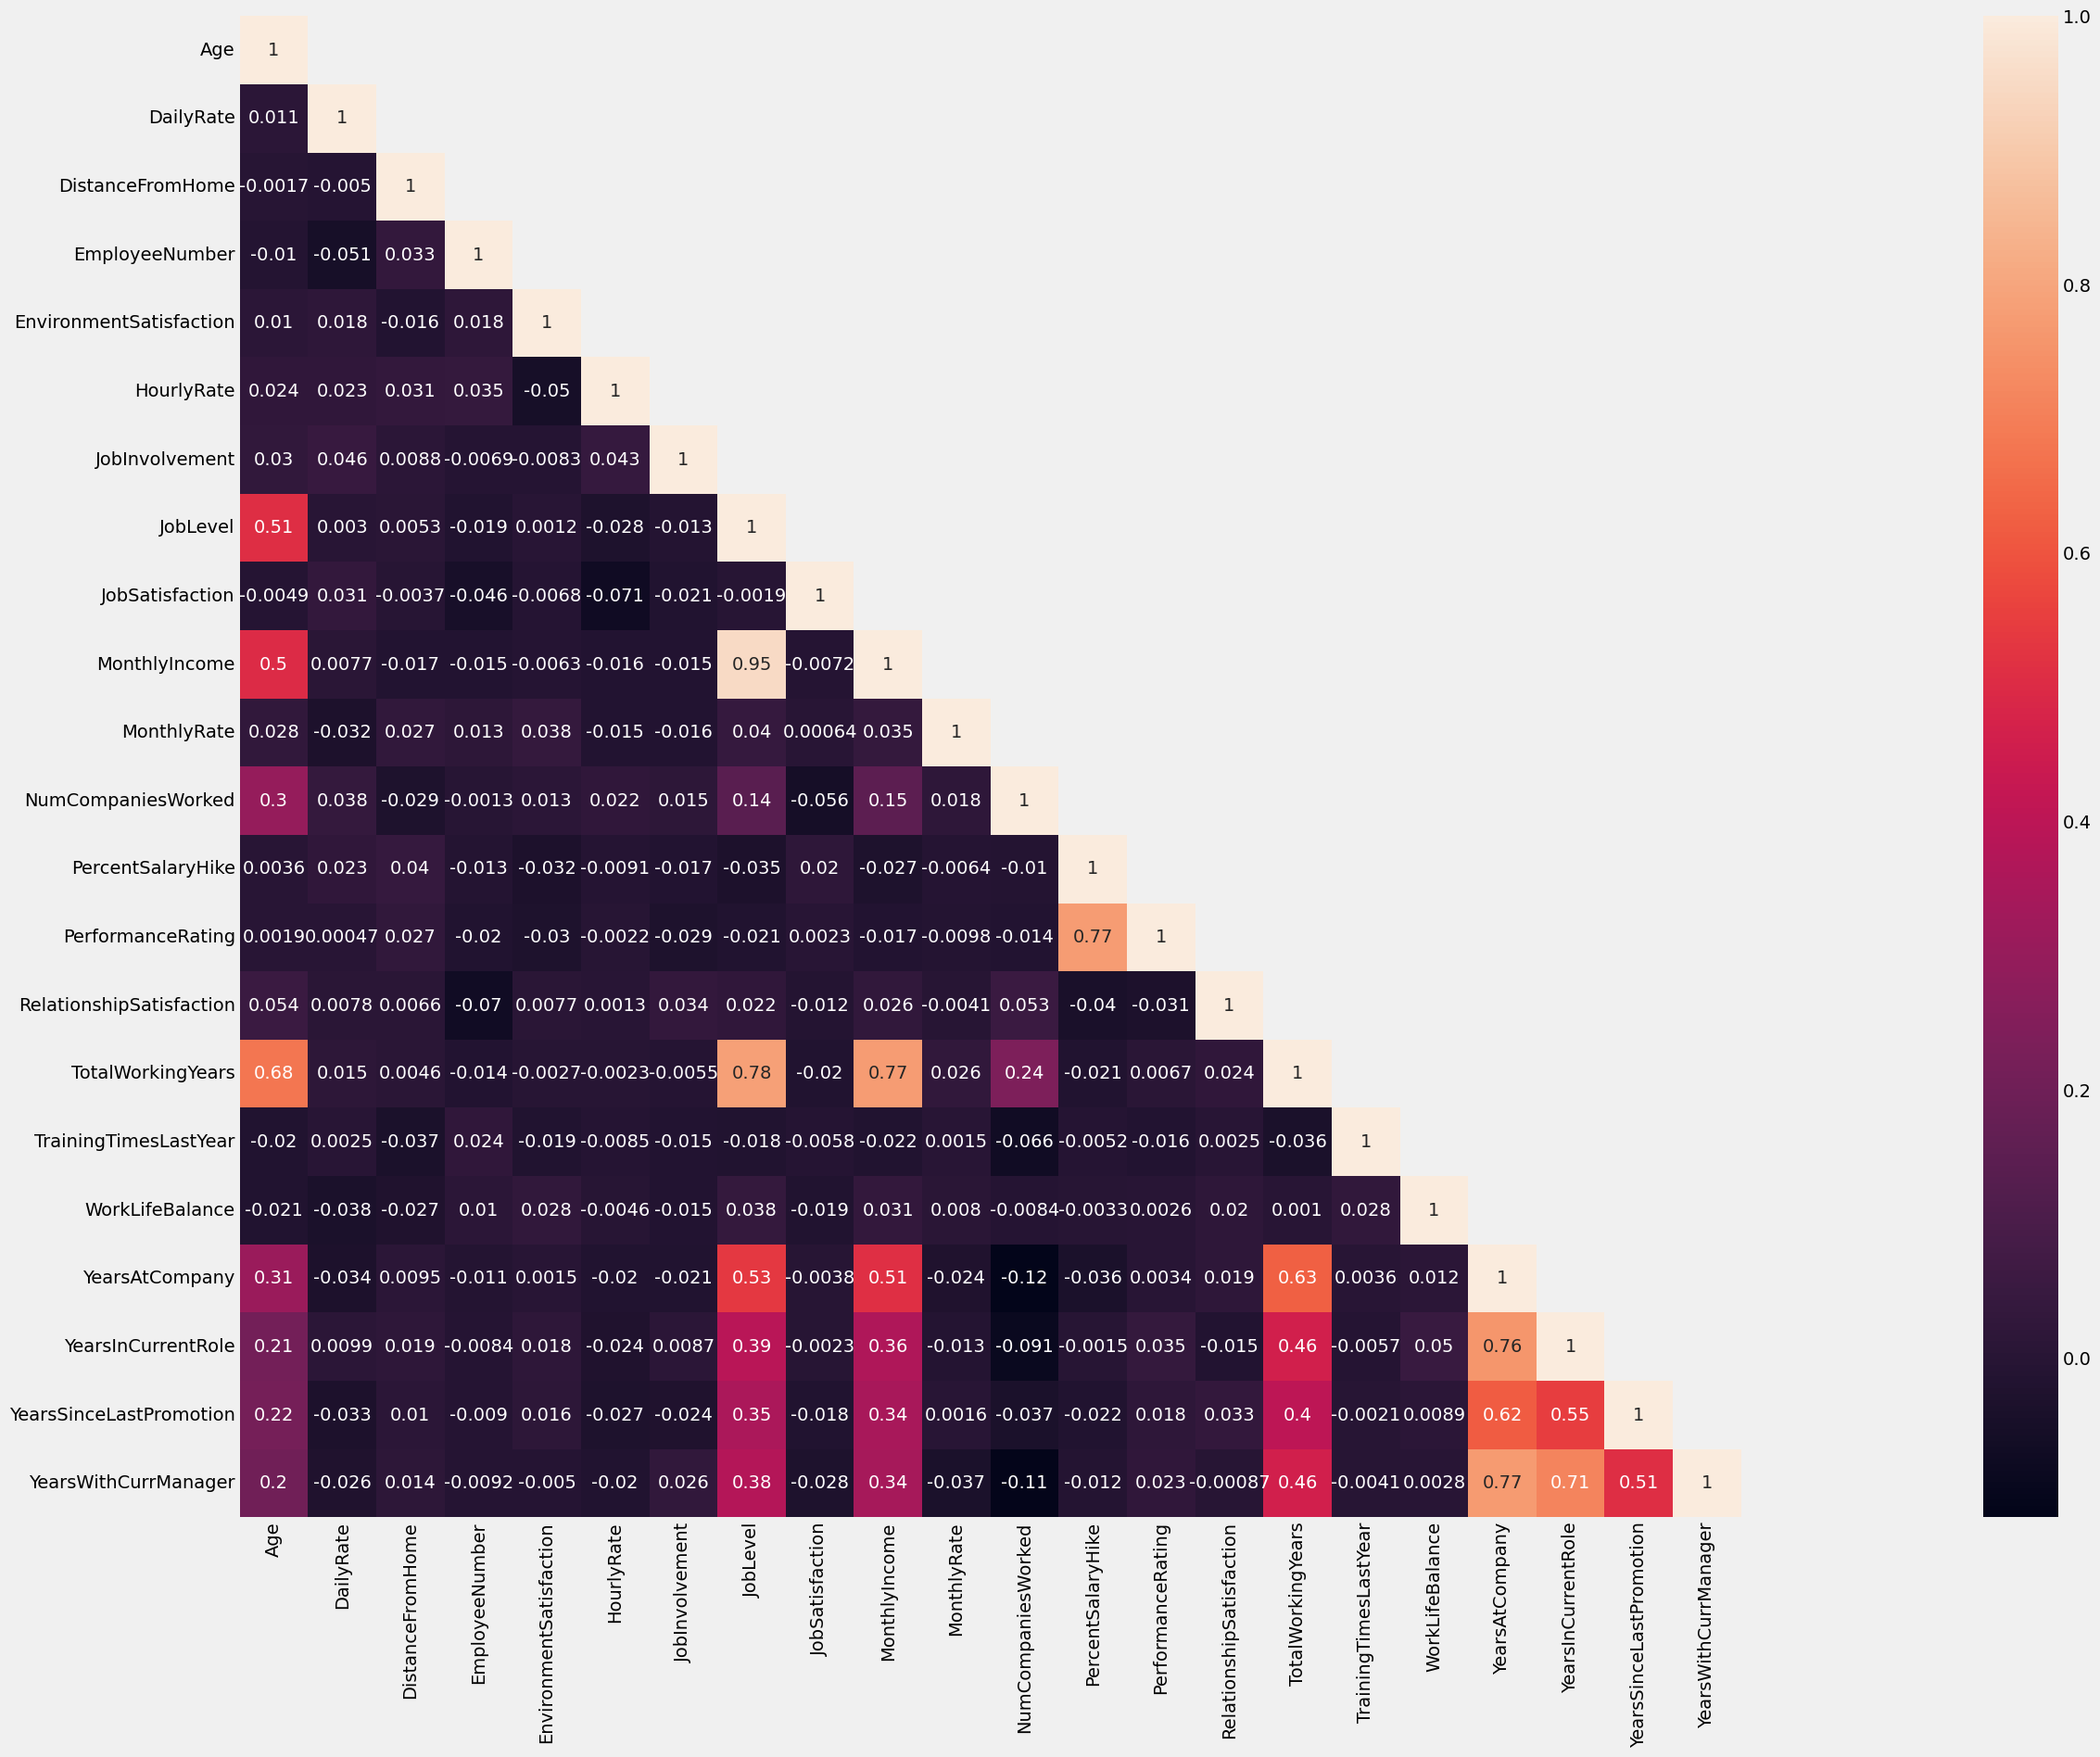 Age 1 1.0
DailyRate 0.011 1
DistanceFromHome -0.0017 -0.005 1
EmployeeNumber -0.01 -0.051 0.033 1
0.8
EnvironmentSatisfaction 0.01 0.018 -0.016 0.018 1
HourlyRate 0.024 0.023 0.031 0.035 -0.05 1
JobInvolvement 0.03 0.046 0.0088 -0.0069 -0.0083 0.043 1
JobLevel 0.51 0.003 0.0053 -0.019 0.0012 -0.028 -0.013 1
0.6
JobSatisfaction -0.0049 0.031 -0.0037 -0.046 -0.0068 -0.071 -0.021 -0.0019 1
MonthlyIncome 0.5 0.0077 -0.017 -0.015 -0.0063 -0.016 -0.015 0.95 -0.0072 1
MonthlyRate 0.028 -0.032 0.027 0.013 0.038 -0.015 -0.016 0.04 0.00064 0.035 1
NumCompaniesWorked 0.3 0.038 -0.029 -0.0013 0.013 0.022 0.015 0.14 -0.056 0.15 0.018 1
0.4
PercentSalaryHike 0.0036 0.023 0.04 -0.013 -0.032 -0.0091 -0.017 -0.035 0.02 -0.027 -0.0064 -0.01 1
PerformanceRating 0.0019 0.00047 0.027 -0.02 -0.03 -0.0022 -0.029 -0.021 0.0023 -0.017 -0.0098 -0.014 0.77 1
RelationshipSatisfaction 0.054 0.0078 0.0066 -0.07 0.0077 0.0013 0.034 0.022 -0.012 0.026 -0.0041 0.053 -0.04 -0.031 1
TotalWorkingYears 0.68 0.015 0.0046 -0.014 -0.0027 -0.0023 -0.0055 0.78 -0.02 0.77 0.026 0.24 -0.021 0.0067 0.024 1
0.2
TrainingTimesLastYear -0.02 0.0025 -0.037 0.024 -0.019 -0.0085 -0.015 -0.018 -0.0058 -0.022 0.0015 -0.066 -0.0052 -0.016 0.0025 -0.036 1
WorkLifeBalance -0.021 -0.038 -0.027 0.01 0.028 -0.0046 -0.015 0.038 -0.019 0.031 0.008 -0.0084 -0.0033 0.0026 0.02 0.001 0.028 1
YearsAtCompany 0.31 -0.034 0.0095 -0.011 0.0015 -0.02 -0.021 0.53 -0.0038 0.51 -0.024 -0.12 -0.036 0.0034 0.019 0.63 0.0036 0.012 1
YearsInCurrentRole 0.21 0.0099 0.019 -0.0084 0.018 -0.024 0.0087 0.39 -0.0023 0.36 -0.013 -0.091 -0.0015 0.035 -0.015 0.46 -0.0057 0.05 0.76 1
0.0
YearsSinceLastPromotion 0.22 -0.033 0.01 -0.009 0.016 -0.027 -0.024 0.35 -0.018 0.34 0.0016 -0.037 -0.022 0.018 0.033 0.4 -0.0021 0.0089 0.62 0.55 1
YearsWithCurrManager 0.2 -0.026 0.014 -0.0092 -0.005 -0.02 0.026 0.38 -0.028 0.34 -0.037 -0.11 -0.012 0.023 -0.00087 0.46 -0.0041 0.0028 0.77 0.71 0.51 1
Age
DailyRate
DistanceFromHome
EmployeeNumber
EnvironmentSatisfaction
HourlyRate
JobInvolvement
JobLevel
JobSatisfaction
MonthlyIncome
MonthlyRate
NumCompaniesWorked
PercentSalaryHike
PerformanceRating
RelationshipSatisfaction
TotalWorkingYears
TrainingTimesLastYear
WorkLifeBalance
YearsAtCompany
YearsInCurrentRole
YearsSinceLastPromotion
YearsWithCurrManager